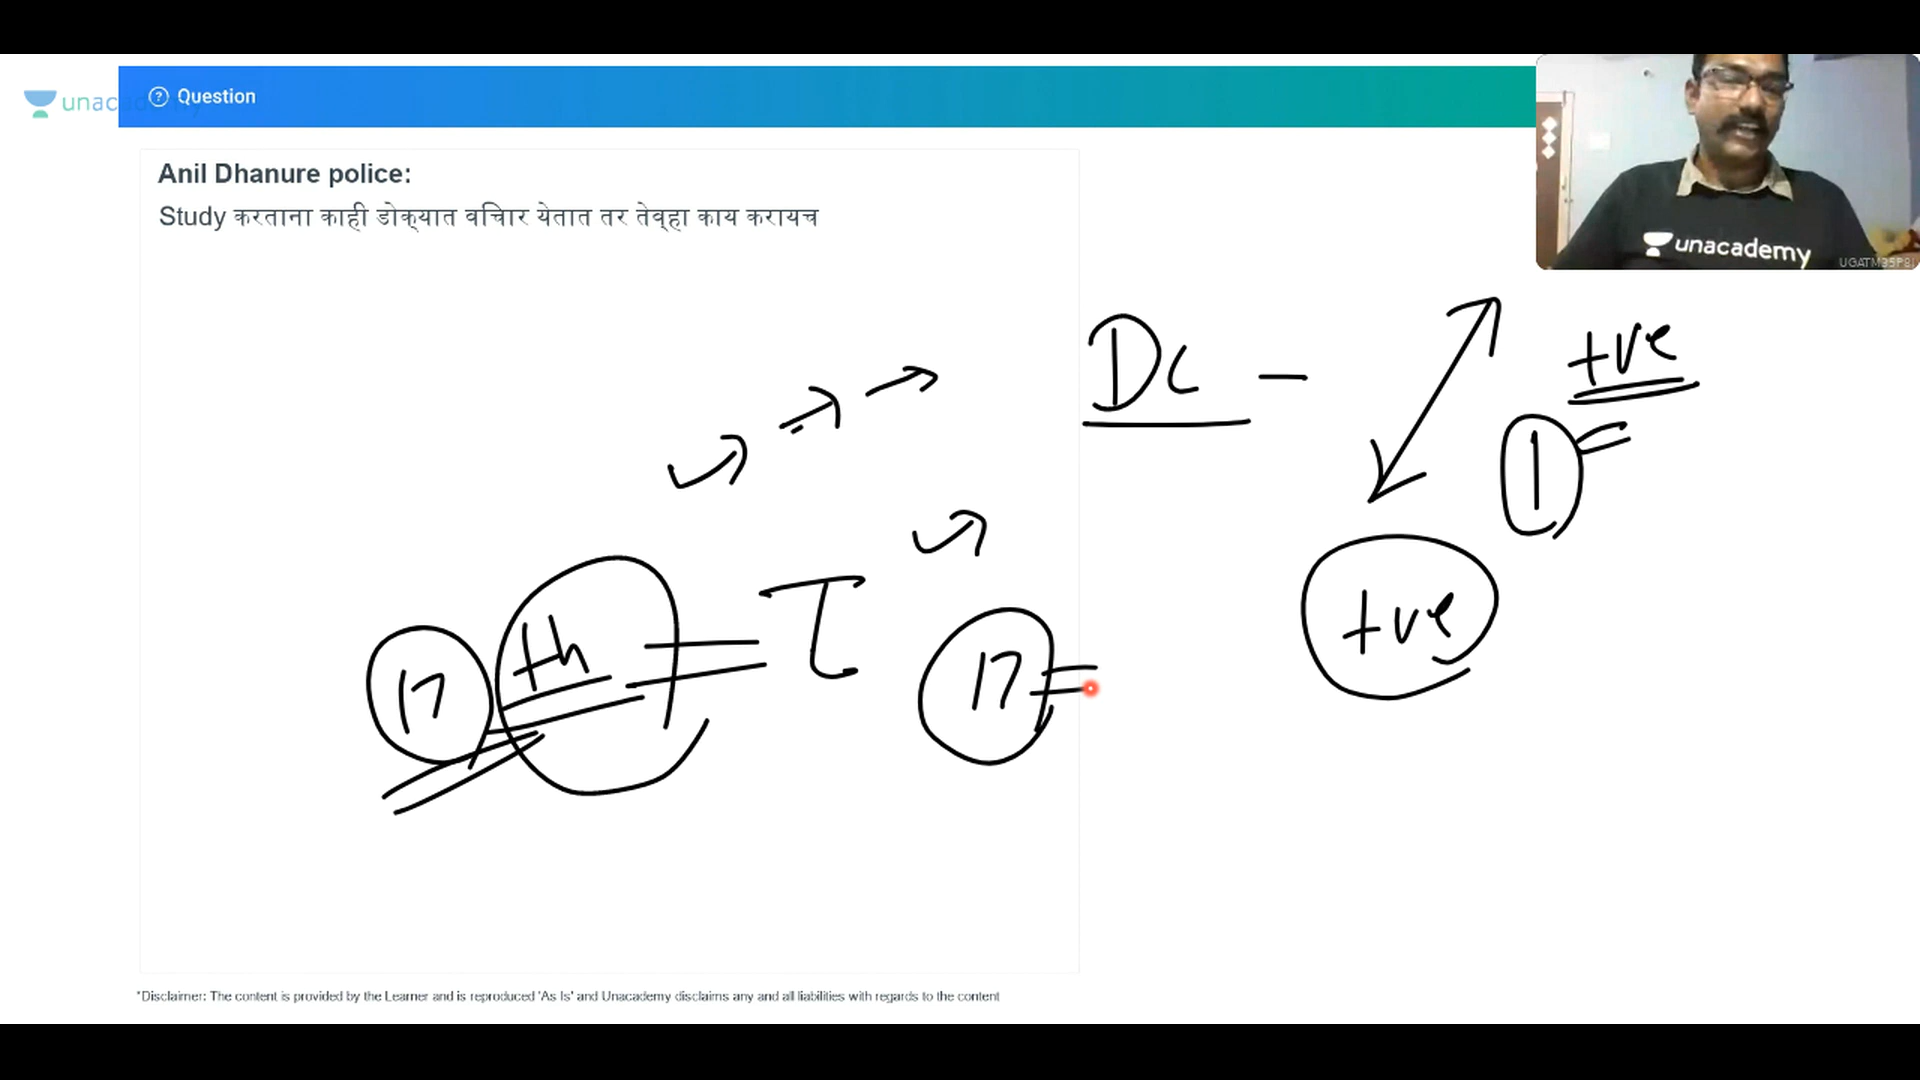 unacademy
Question
Anil Dhanure police:
Study करताना काही डोक्यात विचार येतात तर तेव्हा काय करायच
unacademy
UGATM35P8I
DC -
+ve
1 =
+ve
17 th = T
17 =
*Disclaimer: The content is provided by the Learner and is reproduced 'As Is' and Unacademy disclaims any and all liabilities with regards to the content